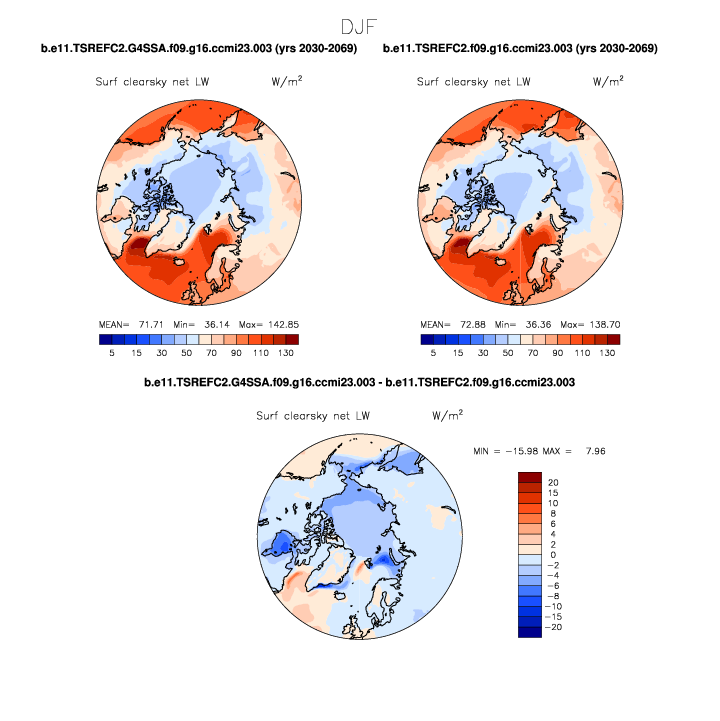 DJF
b.e11.TSREFC2.G4SSA.f09.g16.ccmi23.003 (yrs 2030-2069)
b.e11.TSREFC2.f09.g16.ccmi23.003 (yrs 2030-2069)
Surf clearsky net LW W/m²
Surf clearsky net LW W/m²
MEAN= 71.71 Min= 36.14 Max= 142.85
MEAN= 72.88 Min= 36.36 Max= 138.70
5 15 30 50 70 90 110 130
5 15 30 50 70 90 110 130
b.e11.TSREFC2.G4SSA.f09.g16.ccmi23.003 - b.e11.TSREFC2.f09.g16.ccmi23.003
Surf clearsky net LW W/m²
MIN = -15.98 MAX = 7.96
20
15
10
8
6
4
2
0
-2
-4
-6
-8
-10
-15
-20